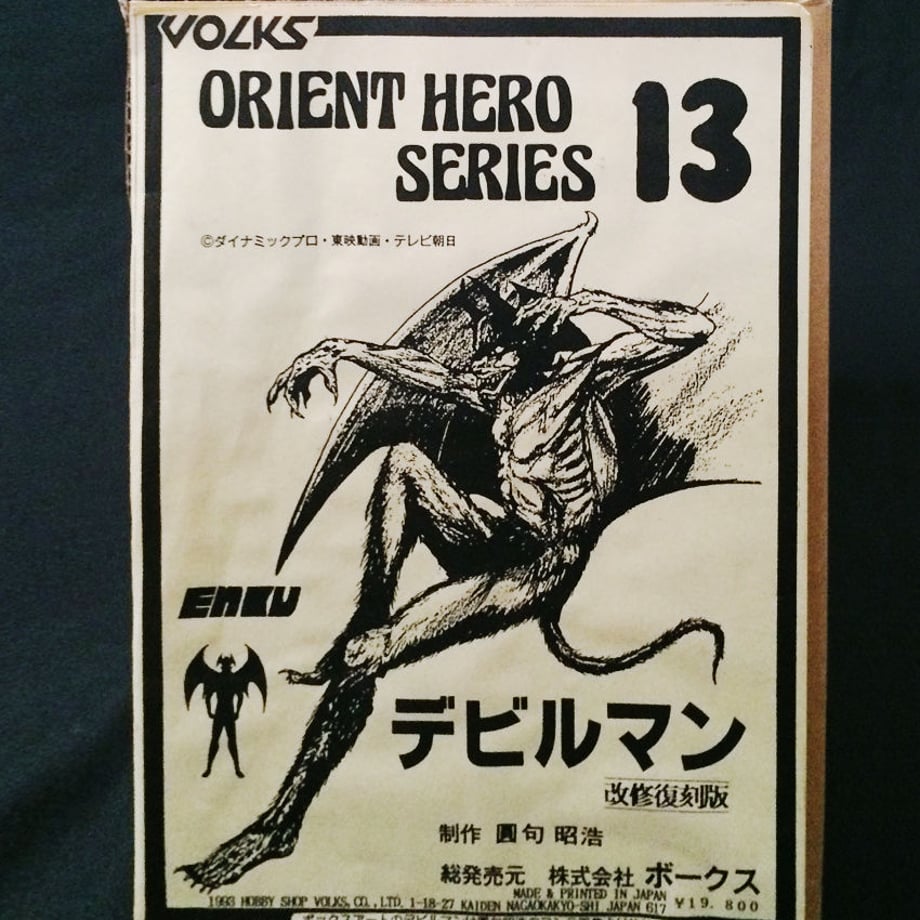 VOLKS
ORIENT HERO
SERIES
13
©ダイナミックプロ・東映動画・テレビ朝日
ENKU
デビルマン
改修復刻版
制作 圓句 昭浩
総発売元 株式会社 ボークス
MADE & PRINTED IN JAPAN
1993 HOBBY SHOP VOLKS, CO., LTD. 1-18-27 KAIDEN NAGAOKAKYO-SHI JAPAN 617
¥19. 800